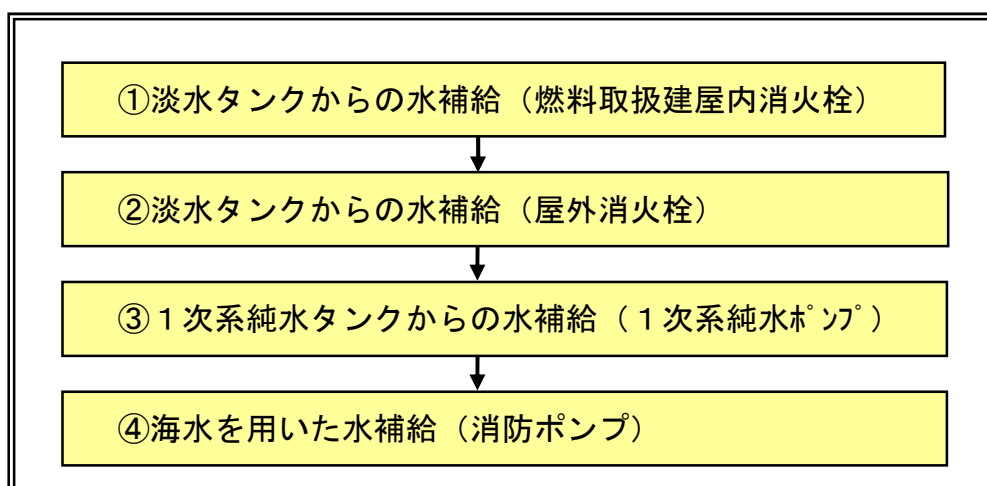 ①淡水タンクからの水補給(燃料取扱建屋内消火栓)
②淡水タンクからの水補給(屋外消火栓)
③1次系純水タンクからの水補給(1次系純水ポンプ)
④海水を用いた水補給(消防ポンプ)